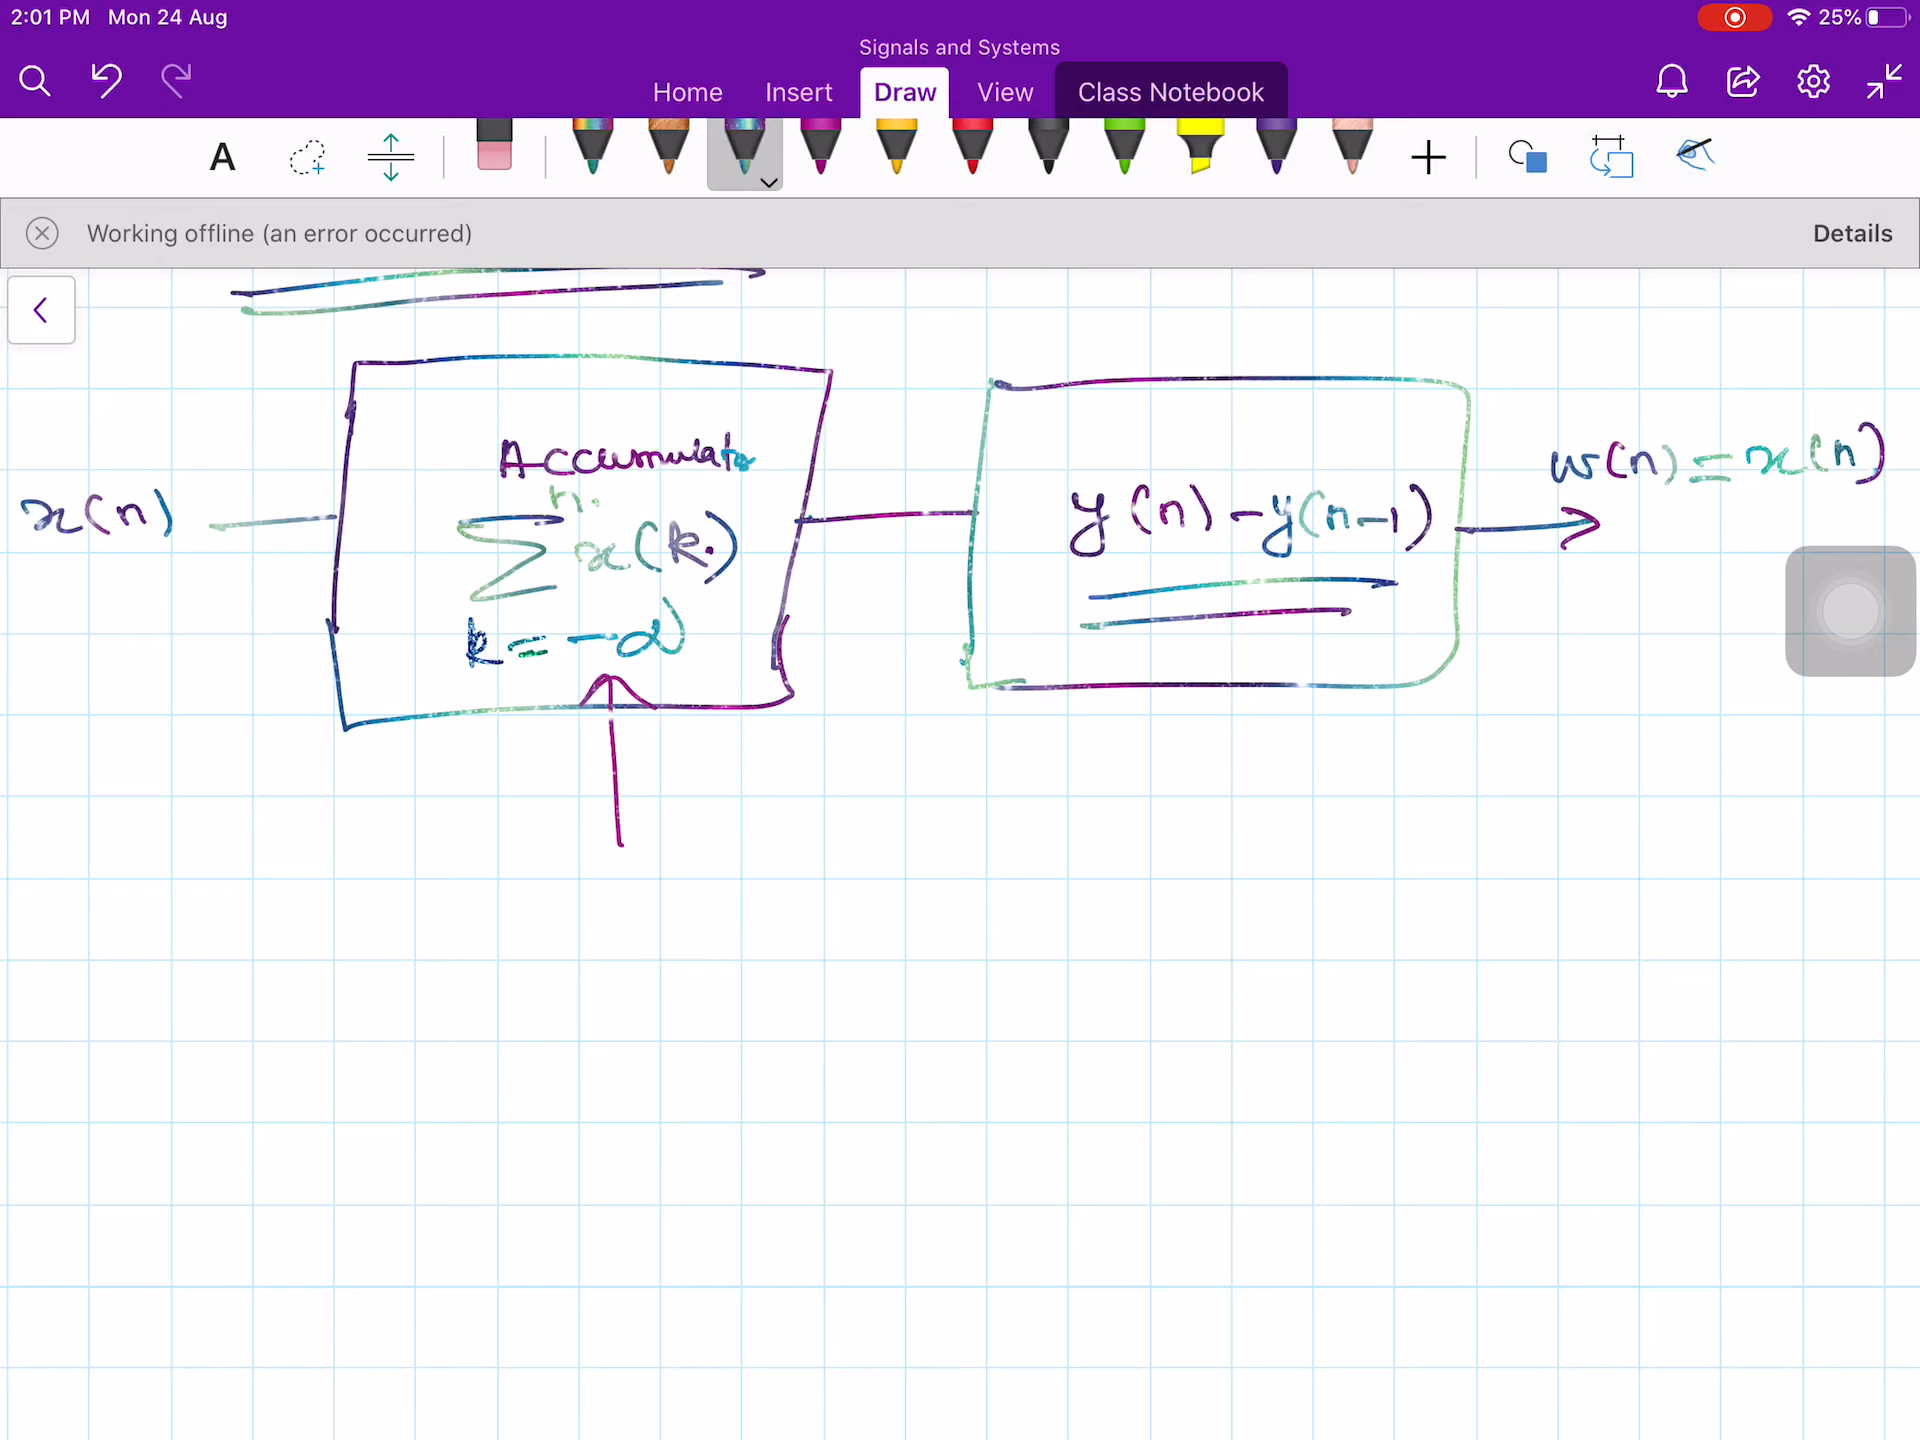 2:01 PM Mon 24 Aug
25%
Signals and Systems
Home Insert Draw View Class Notebook
A
Working offline (an error occurred)
Details
x(n)
Accumulator
n
∑ x(k)
k = -∞
y(n) - y(n-1)
w(n) = x(n)